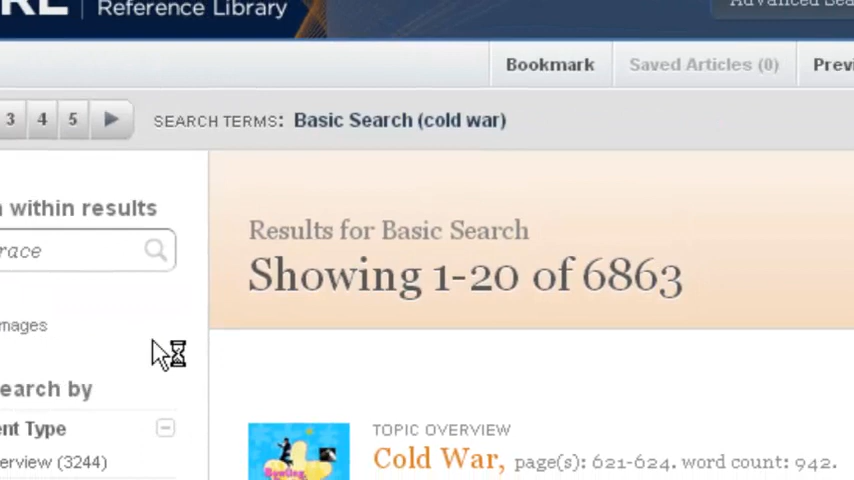 Reference Library
Bookmark
Saved Articles (0)
3 4 5
SEARCH TERMS: Basic Search (cold war)
within results
race
Results for Basic Search
Showing 1-20 of 6863
mages
earch by
ent Type
erview (3244)
TOPIC OVERVIEW
Cold War, page(s): 621-624. word count: 942.